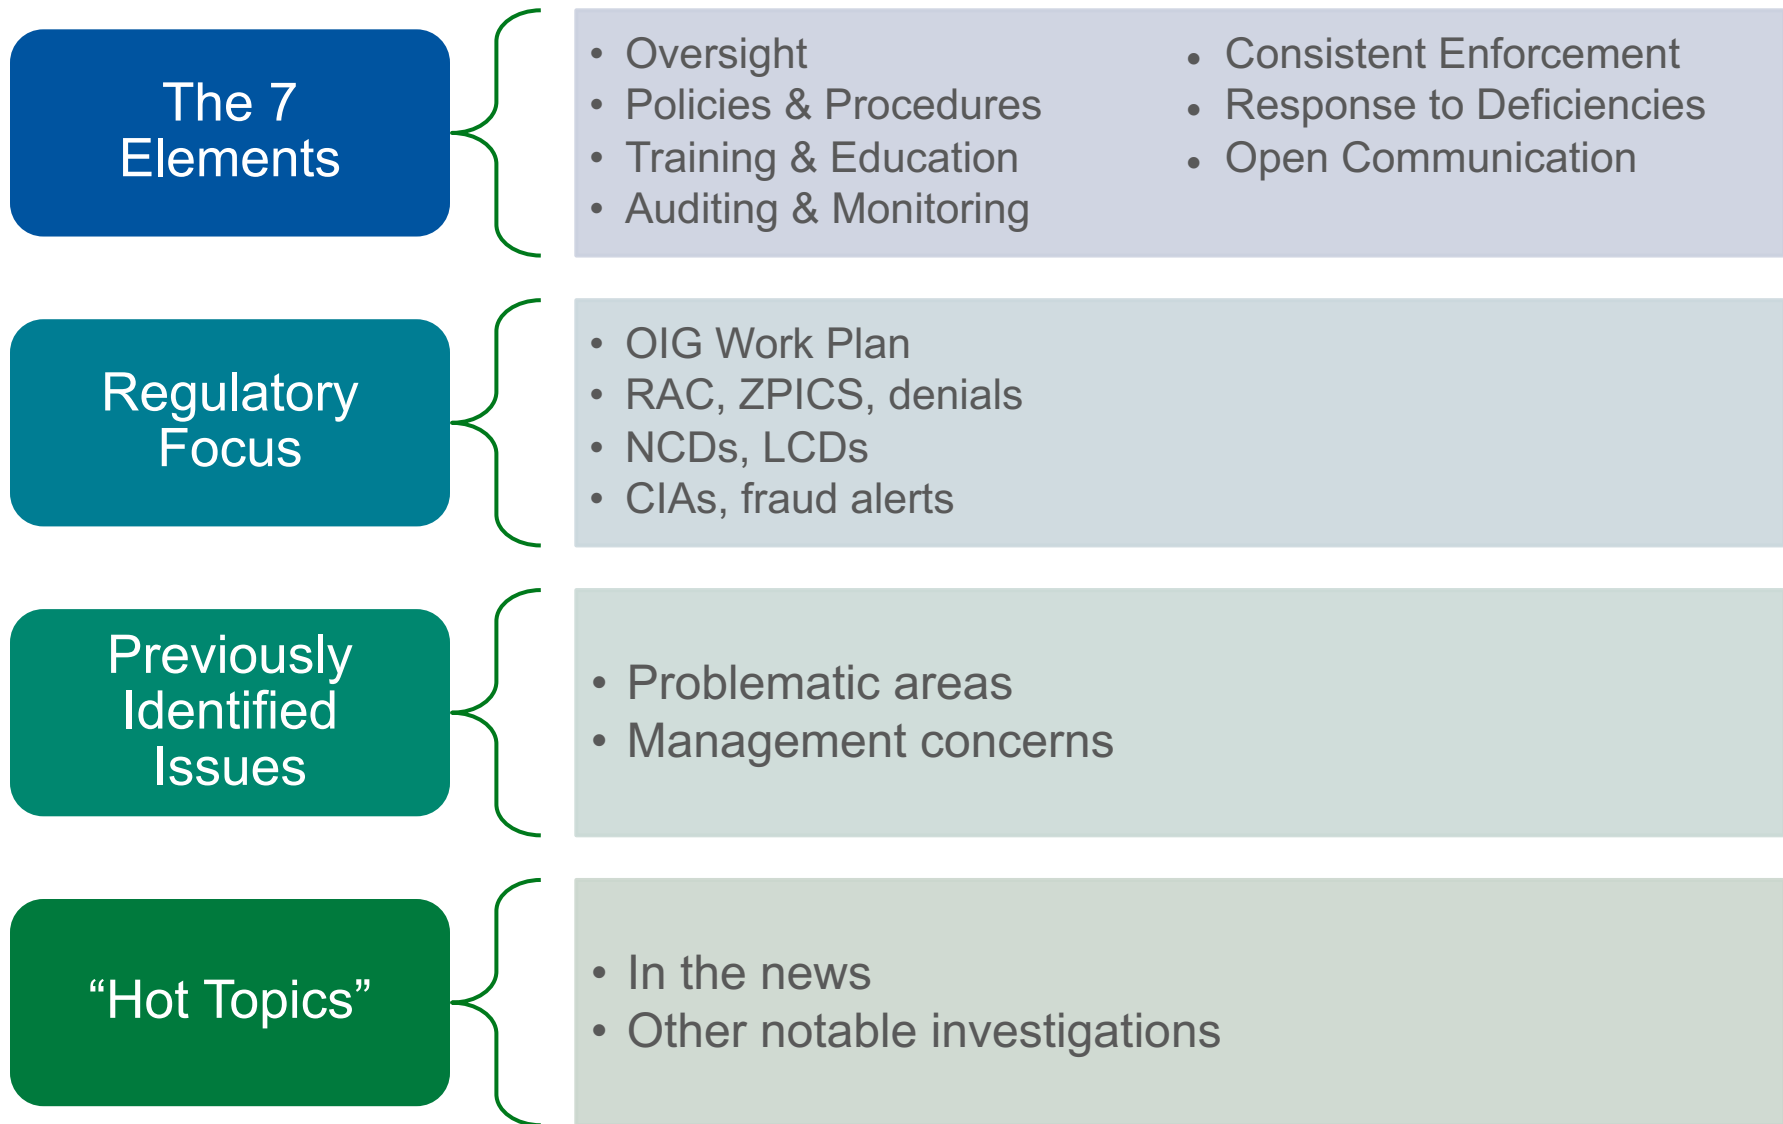 The 7
Elements
• Oversight
• Policies & Procedures
• Training & Education
• Auditing & Monitoring
• Consistent Enforcement
• Response to Deficiencies
• Open Communication
Regulatory
Focus
• OIG Work Plan
• RAC, ZPICS, denials
• NCDs, LCDs
• CIAs, fraud alerts
Previously
Identified
Issues
• Problematic areas
• Management concerns
“Hot Topics”
• In the news
• Other notable investigations